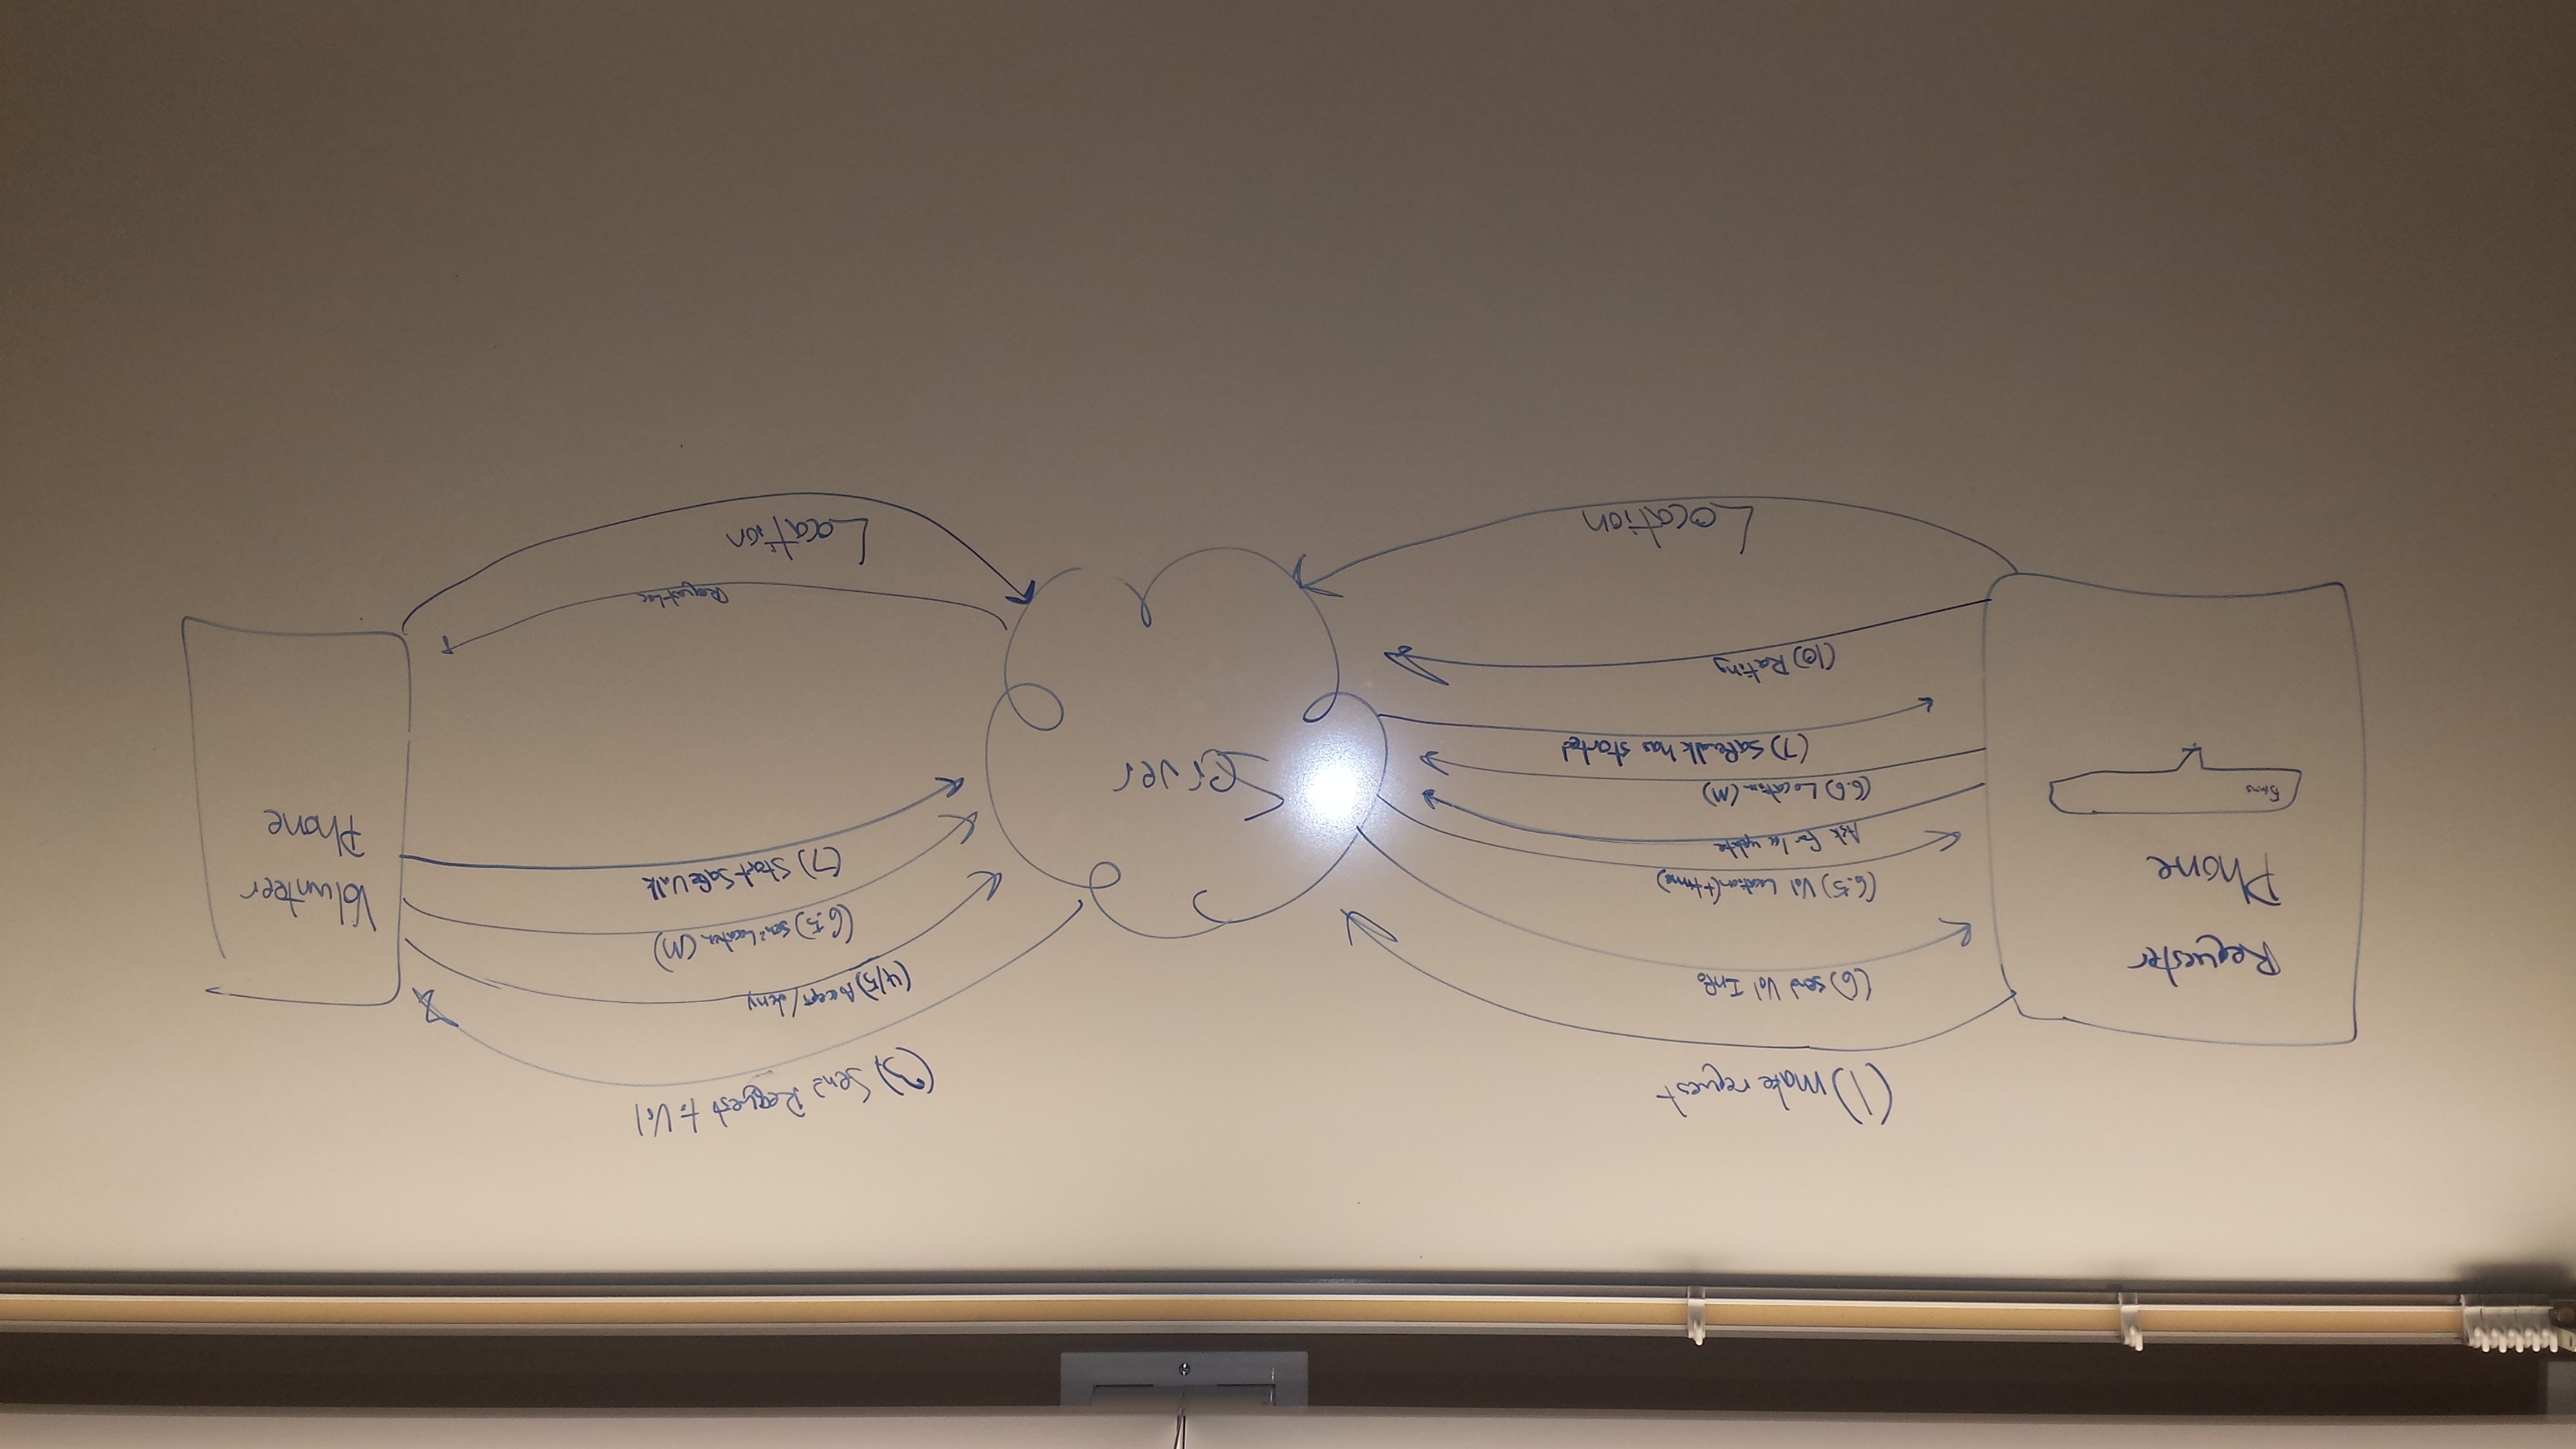 (1) make request
(3) Send Request to Vol
(4/5) Accept/deny
(6) send Vol Info
Requester
Phone
5mns
(6.5) Send Location (M)
(6.5) Vol Location (+time)
(7) Start SafeWalk
Ask for loc update
(6.6) Location (M)
(7) Safewalk has started
Server
Volunteer
Phone
(10) Rating
Request Loc
Location
Location